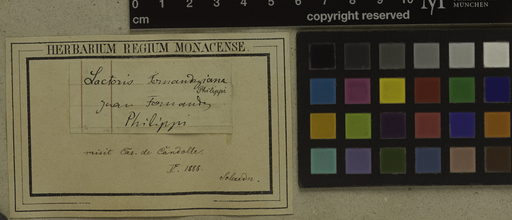 0 1 2 3 4 5 6 7 8 9 10
cm
copyright reserved
M
MÜNCHEN
HERBARIUM REGIUM MONACENSE.
Lactoris fernandeziana
Philippi
Juan Fernandez
Philippi
misit Cas. de Candolle.
1888.